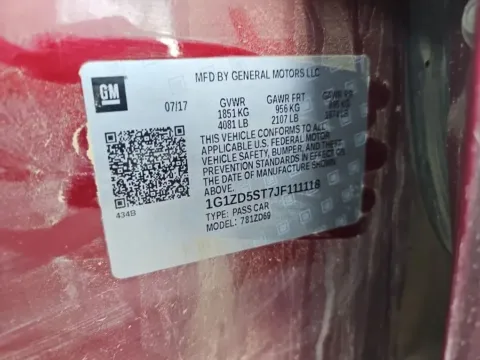 GM
MFD BY GENERAL MOTORS LLC
07/17
GVWR GAWR FRT GAWR RR
1851 KG 956 KG
4081 LB 2107 LB
THIS VEHICLE CONFORMS TO ALL
APPLICABLE U.S. FEDERAL MOTOR
VEHICLE SAFETY, BUMPER, AND THEFT
PREVENTION STANDARDS IN EFFECT ON
THE DATE OF MANUFACTURE SHOWN
ABOVE.
1G1ZD5ST7JF111118
TYPE: PASS CAR
MODEL: 781ZD69
434B